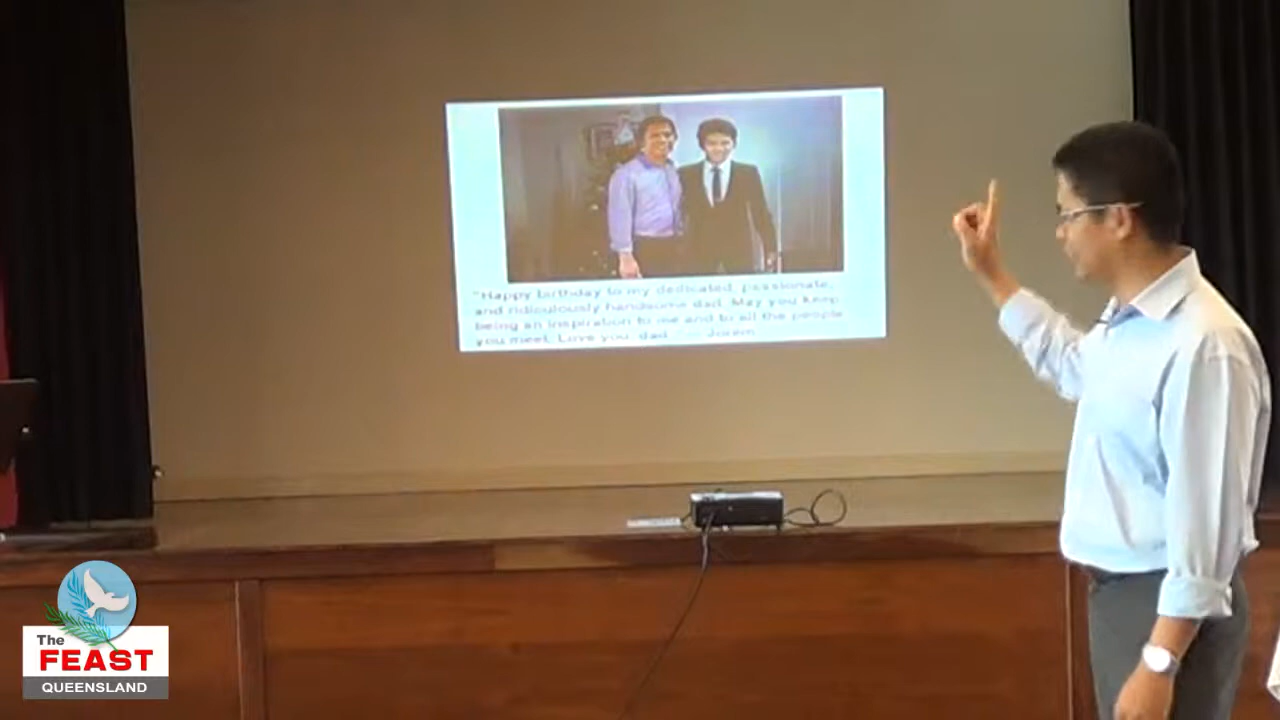 "Happy birthday to my dedicated, passionate,
and ridiculously handsome dad. May you keep
being an inspiration to me and to all the people
you meet. Love you, dad." -- Jorem
The
FEAST
QUEENSLAND